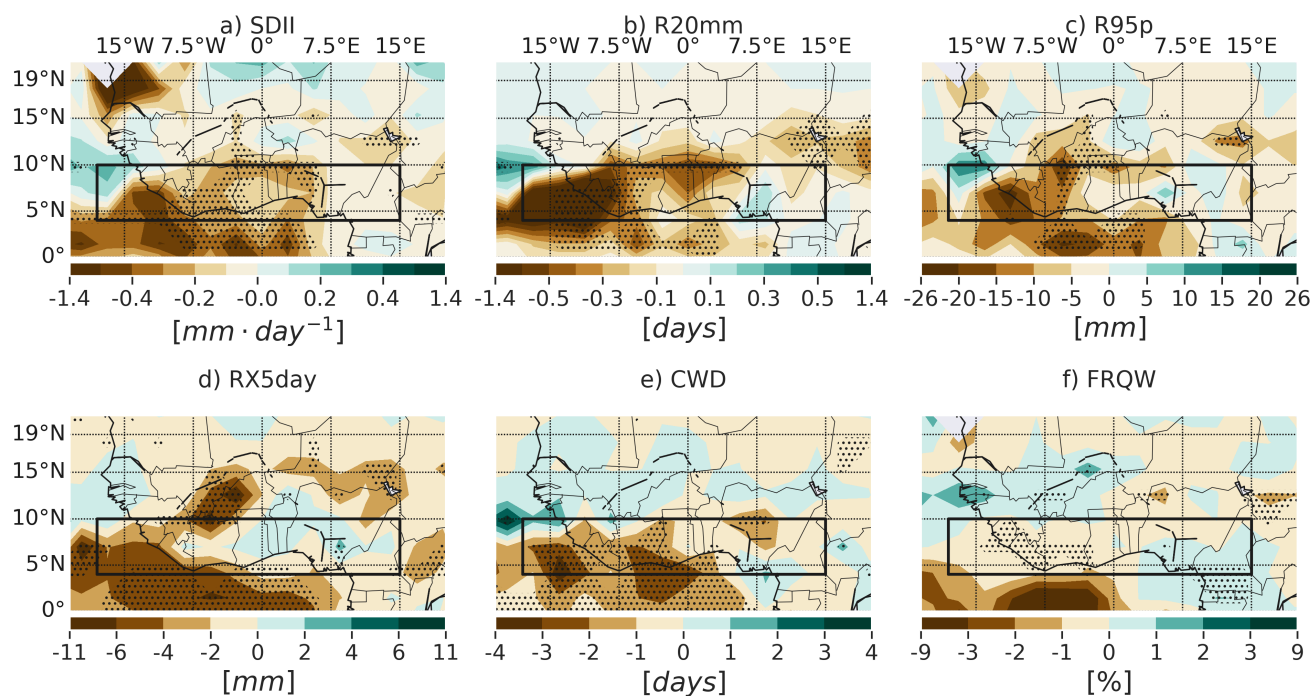 a) SDII b) R20mm c) R95p
15°W 7.5°W 0° 7.5°E 15°E 15°W 7.5°W 0° 7.5°E 15°E 15°W 7.5°W 0° 7.5°E 15°E
19°N
15°N
10°N
5°N
0°
-1.4 -0.4 -0.2 -0.0 0.2 0.4 1.4 -1.4 -0.5 -0.3 -0.1 0.1 0.3 0.5 1.4 -26 -20 -15 -10 -5 0 5 10 15 20 26
[mm · day⁻¹] [days] [mm]
d) RX5day e) CWD f) FRQW
19°N
15°N
10°N
5°N
0°
-11 -6 -4 -2 0 2 4 6 11 -4 -3 -2 -1 0 1 2 3 4 -9 -3 -2 -1 0 1 2 3 9
[mm] [days] [%]